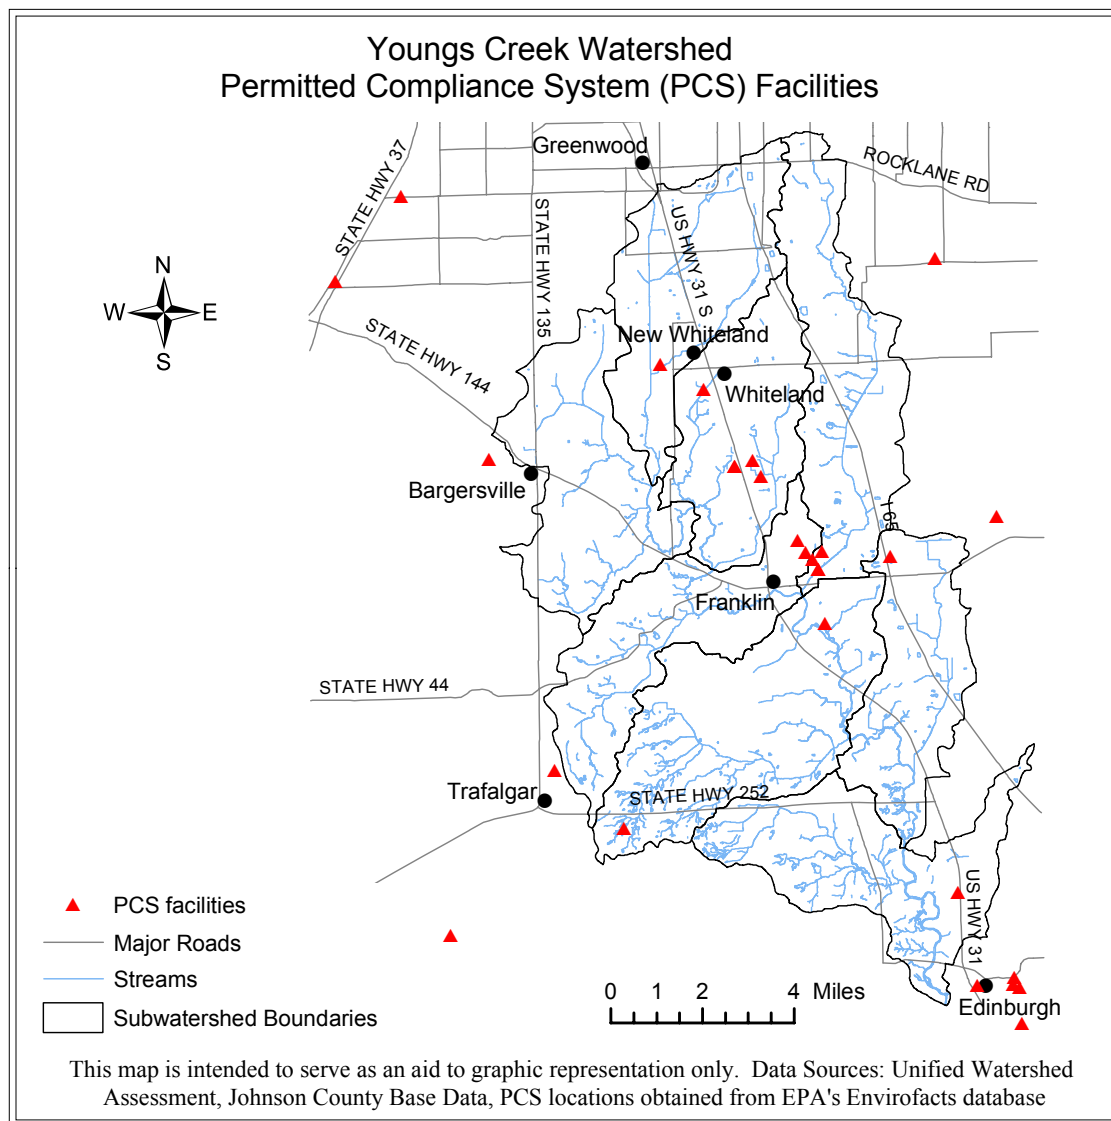 Youngs Creek Watershed
Permitted Compliance System (PCS) Facilities
Greenwood
ROCKLANE RD
STATE HWY 37
STATE HWY 135
US HWY 31 S
N
W
E
S
STATE HWY 144
New Whiteland
Whiteland
Bargersville
I 65
Franklin
STATE HWY 44
Trafalgar
STATE HWY 252
US HWY 31
PCS facilities
Major Roads
Streams
Subwatershed Boundaries
0 1 2 4 Miles
Edinburgh
This map is intended to serve as an aid to graphic representation only. Data Sources: Unified Watershed
Assessment, Johnson County Base Data, PCS locations obtained from EPA's Envirofacts database